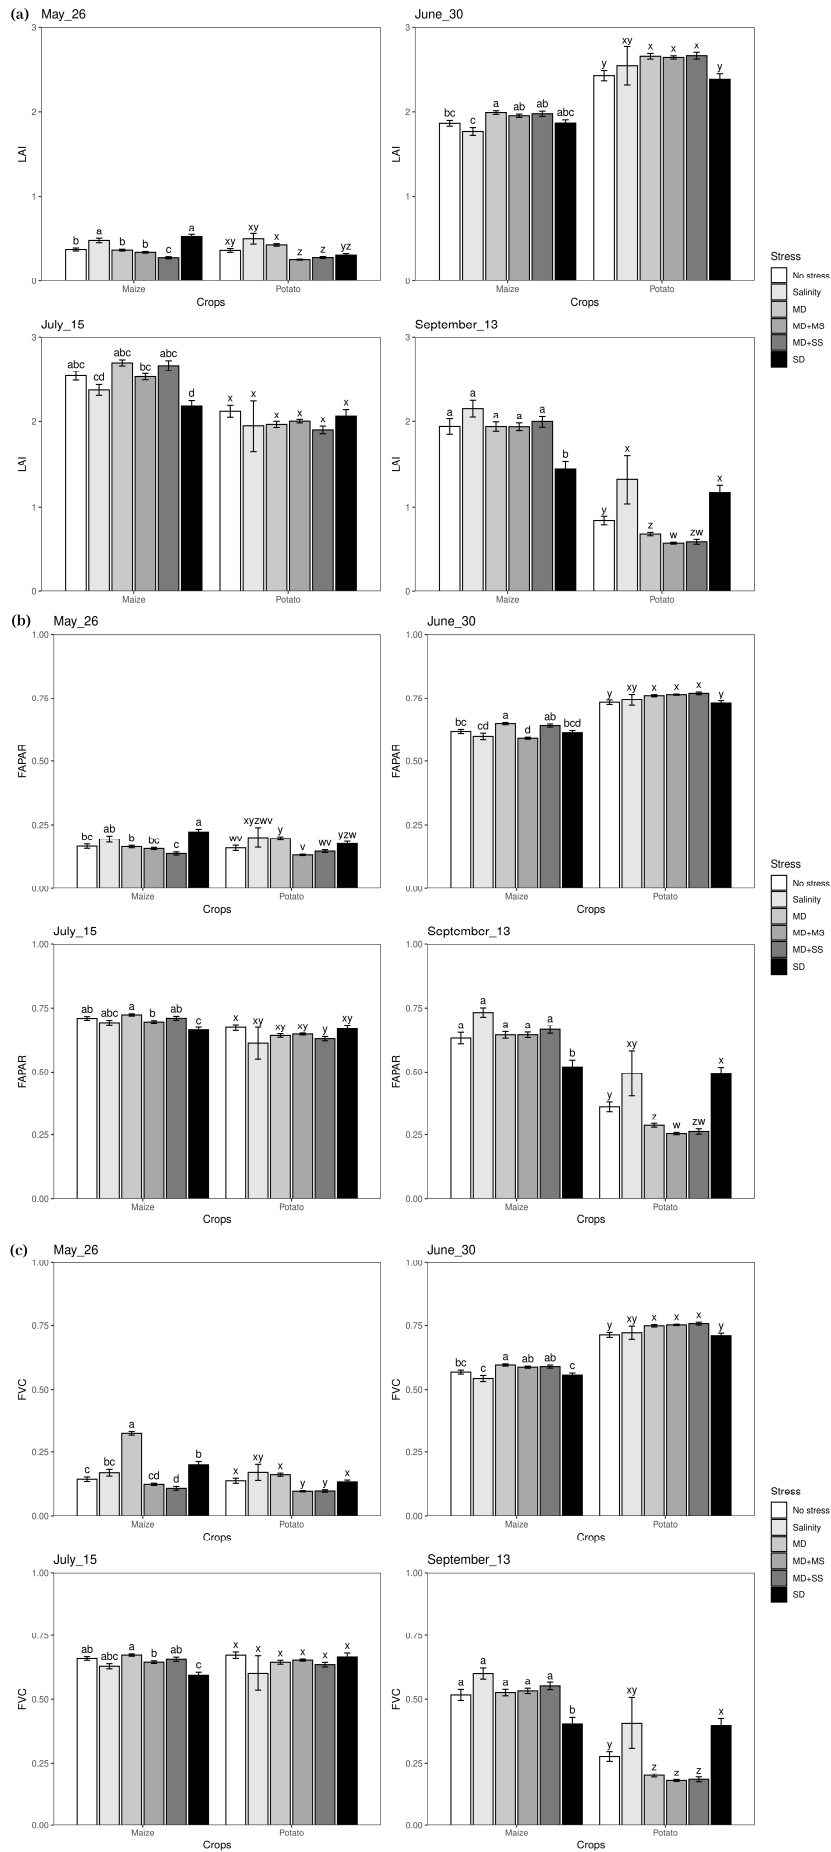 (a)
May_26
June_30
3
2
1
0
LAI
b
a
b
b
c
a
xy
xy
x
z
z
yz
Maize
Potato
Crops
3
2
1
0
LAI
bc
c
a
ab
ab
abc
y
xy
x
x
x
y
Maize
Potato
Crops
Stress
No stress
Salinity
MD
MD+MS
MD+SS
SD
July_15
September_13
3
2
1
0
LAI
abc
cd
abc
bc
abc
d
x
x
x
x
x
x
Maize
Potato
3
2
1
0
LAI
a
a
a
a
a
b
y
x
z
w
zw
x
Maize
Potato
(b)
May_26
June_30
1.00
0.75
0.50
0.25
0.00
FAPAR
bc
ab
b
bc
c
a
wv
xyzwv
y
v
wv
yzw
Maize
Potato
Crops
1.00
0.75
0.50
0.25
0.00
FAPAR
bc
cd
a
d
ab
bcd
y
xy
x
x
x
y
Maize
Potato
Crops
Stress
No stress
Salinity
MD
MD+MS
MD+SS
SD
July_15
September_13
1.00
0.75
0.50
0.25
0.00
FAPAR
ab
abc
a
b
ab
c
x
xy
xy
xy
y
xy
Maize
Potato
Crops
1.00
0.75
0.50
0.25
0.00
FAPAR
a
a
a
a
a
b
y
xy
z
w
zw
x
Maize
Potato
Crops
(c)
May_26
June_30
1.00
0.75
0.50
0.25
0.00
FVC
c
bc
a
cd
d
b
x
xy
x
y
y
x
Maize
Potato
Crops
1.00
0.75
0.50
0.25
0.00
FVC
bc
c
a
ab
ab
c
y
xy
x
x
x
y
Maize
Potato
Crops
Stress
No stress
Salinity
MD
MD+MS
MD+SS
SD
July_15
September_13
1.00
0.75
0.50
0.25
0.00
FVC
ab
abc
a
b
ab
c
x
x
x
x
x
x
Maize
Potato
Crops
1.00
0.75
0.50
0.25
0.00
FVC
a
a
a
a
a
b
y
xy
z
z
z
x
Maize
Potato
Crops